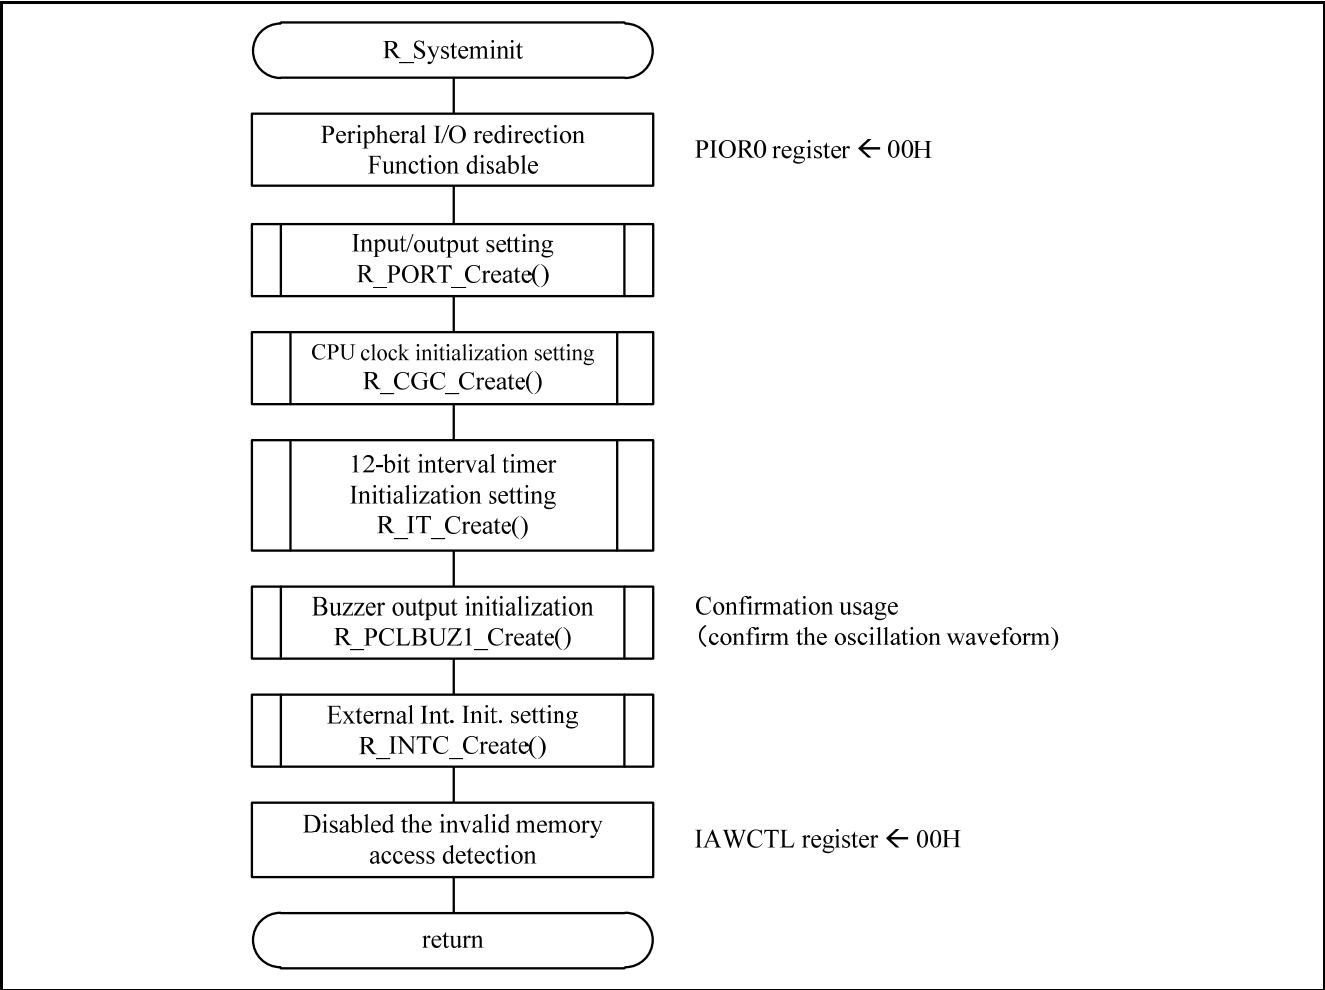 R_Systeminit
Peripheral I/O redirection
Function disable
PIOR0 register ← 00H
Input/output setting
R_PORT_Create()
CPU clock initialization setting
R_CGC_Create()
12-bit interval timer
Initialization setting
R_IT_Create()
Buzzer output initialization
R_PCLBUZ1_Create()
Confirmation usage
（confirm the oscillation waveform)
External Int. Init. setting
R_INTC_Create()
Disabled the invalid memory
access detection
IAWCTL register ← 00H
return